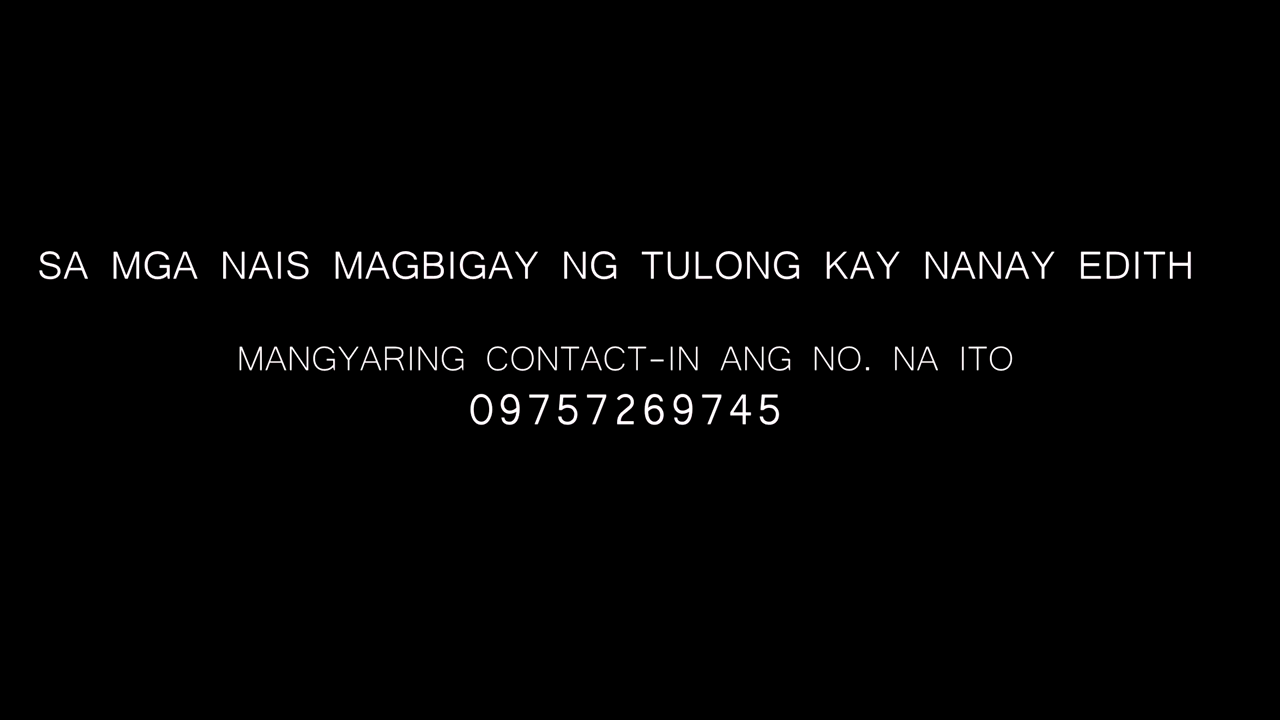 SA MGA NAIS MAGBIGAY NG TULONG KAY NANAY EDITH
MANGYARING CONTACT-IN ANG NO. NA ITO
09757269745